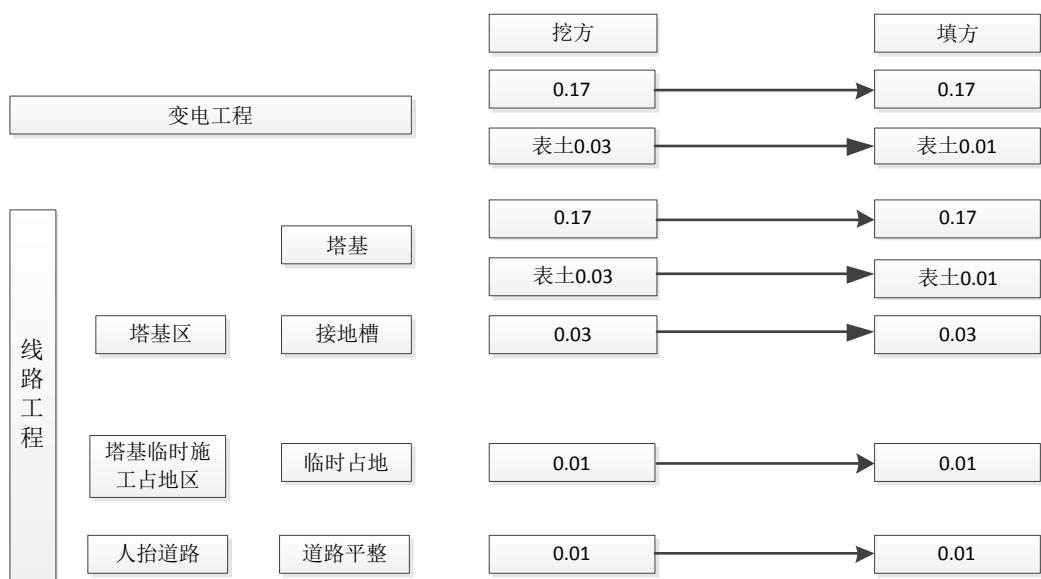 挖方
填方
变电工程
0.17
0.17
表土0.03
表土0.01
线
路
工
程
塔基
0.17
0.17
表土0.03
表土0.01
塔基区
接地槽
0.03
0.03
塔基临时施
工占地区
临时占地
0.01
0.01
人抬道路
道路平整
0.01
0.01